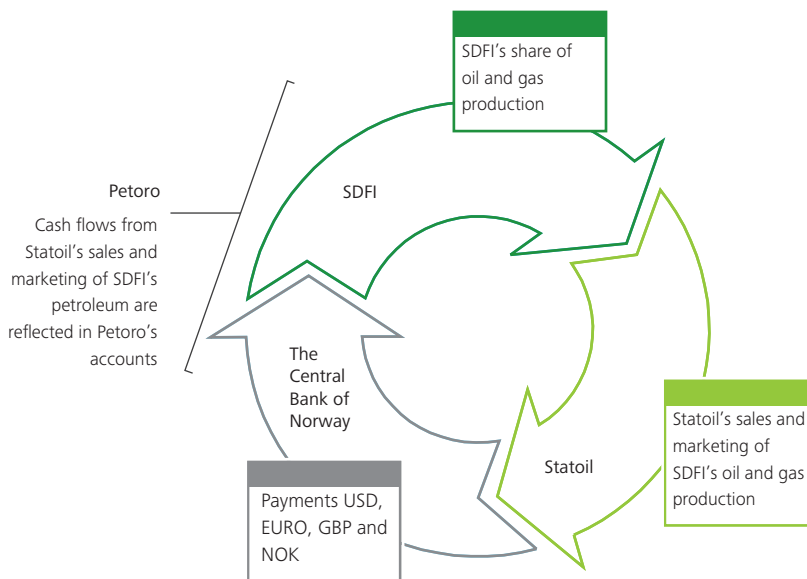 SDFI's share of
oil and gas
production
Petoro
Cash flows from
Statoil's sales and
marketing of SDFI's
petroleum are
reflected in Petoro's
accounts
SDFI
The
Central
Bank of
Norway
Statoil
Statoil's sales and
marketing of
SDFI's oil and gas
production
Payments USD,
EURO, GBP and
NOK